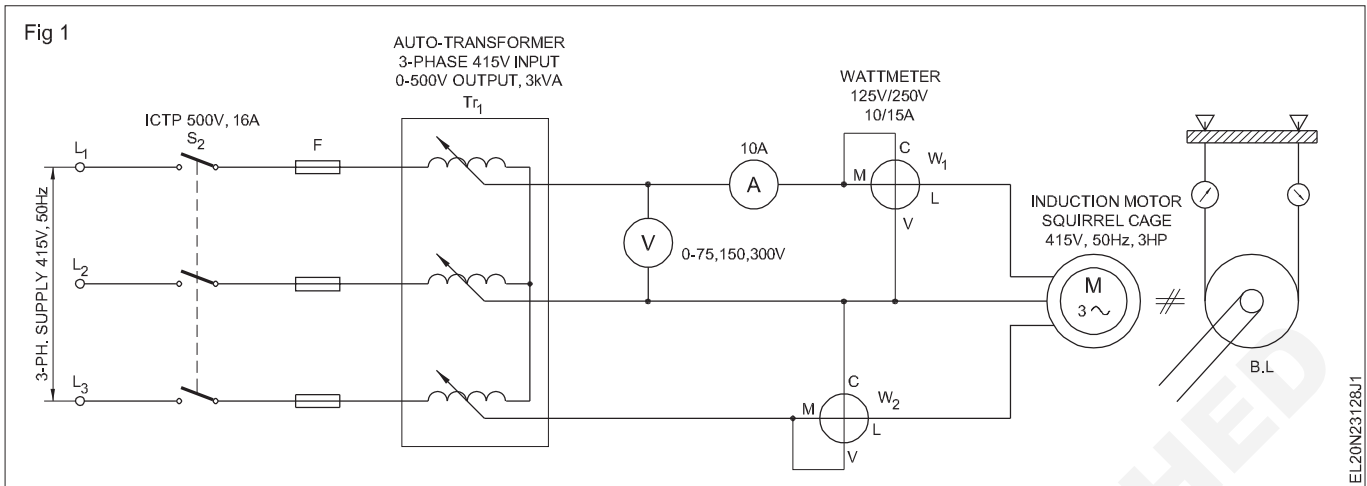 Fig 1
AUTO-TRANSFORMER
3-PHASE 415V INPUT
0-500V OUTPUT, 3kVA
Tr1
WATTMETER
125V/250V
10/15A
ICTP 500V, 16A
S2
L1
F
10A
A
C
W1
M
L
V
INDUCTION MOTOR
SQUIRREL CAGE
415V, 50Hz, 3HP
3-PH. SUPPLY 415V, 50Hz
V
0-75,150,300V
L2
M
3 ~
B.L
L3
C
W2
M
L
V
EL20N23128J1
HED